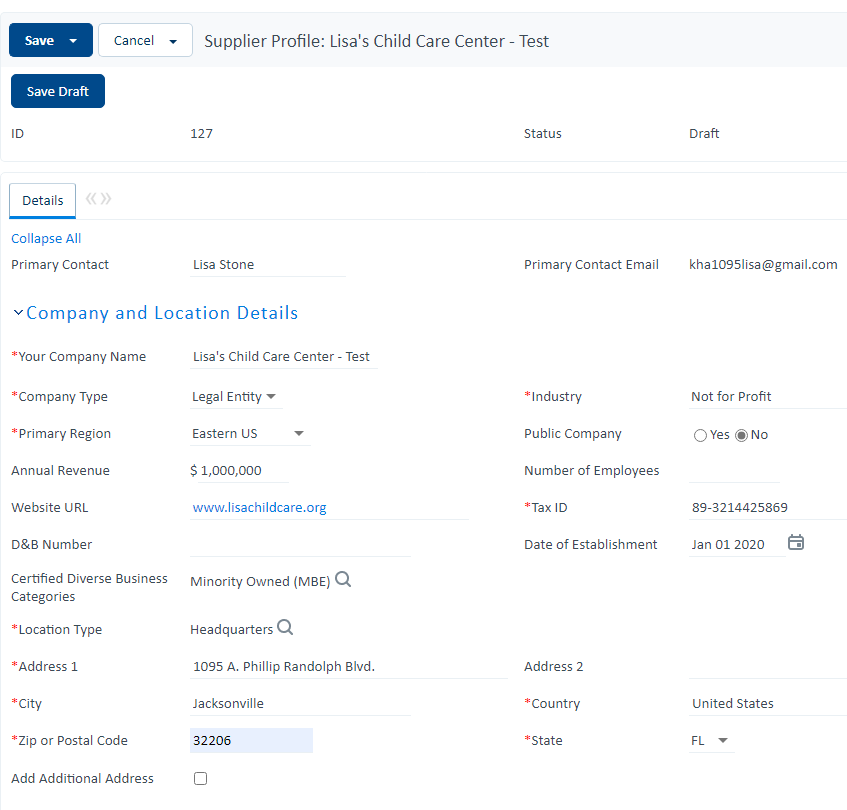 Save Cancel Supplier Profile: Lisa's Child Care Center - Test
Save Draft
ID 127 Status Draft
Details
Collapse All
Primary Contact Lisa Stone Primary Contact Email kha1095lisa@gmail.com
Company and Location Details
*Your Company Name Lisa's Child Care Center - Test
*Company Type Legal Entity *Industry Not for Profit
*Primary Region Eastern US Public Company Yes No
Annual Revenue $ 1,000,000 Number of Employees
Website URL www.lisachildcare.org *Tax ID 89-3214425869
D&B Number Date of Establishment Jan 01 2020
Certified Diverse Business
Categories Minority Owned (MBE)
*Location Type Headquarters
*Address 1 1095 A. Phillip Randolph Blvd. Address 2
*City Jacksonville *Country United States
*Zip or Postal Code 32206 *State FL
Add Additional Address